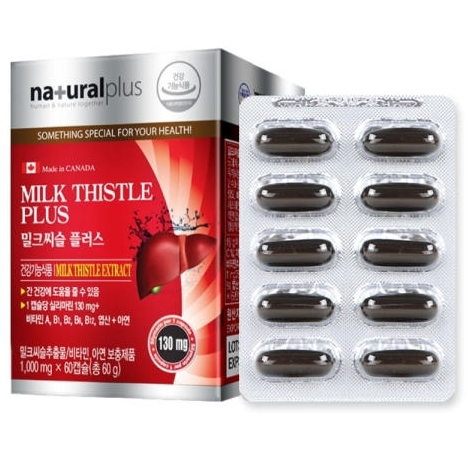 na+uralplus
human & nature together
건강
기능식품
SOMETHING SPECIAL FOR YOUR HEALTH!
Made in CANADA
MILK THISTLE
PLUS
밀크씨슬 플러스
건강기능식품 MILK THISTLE EXTRACT
간 건강에 도움을 줄 수 있음
1 캡슐당 실리마린 130 mg+
비타민 A, B1, B2, B6, B12, 엽산 + 아연
130 mg
밀크씨슬추출물/비타민, 아연 보충제품
1,000 mg × 60캡슐(총 60 g)
LOT
EXP